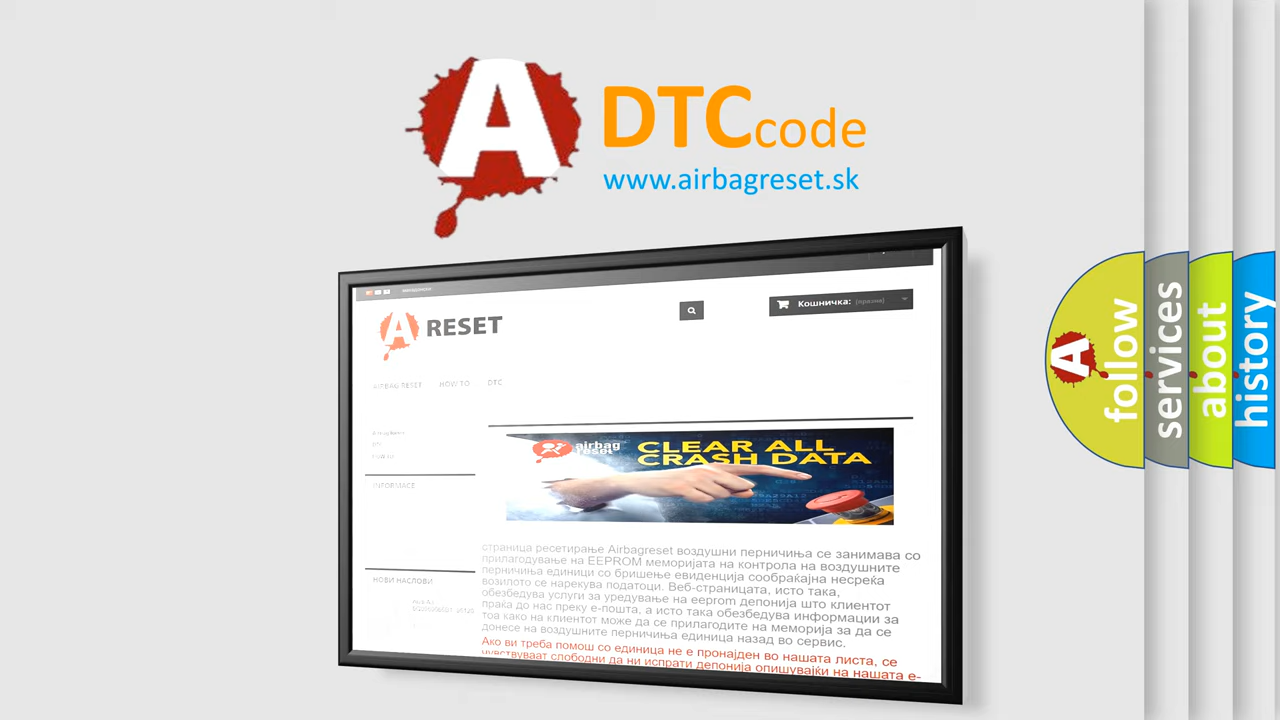 A
DTCcode
www.airbagreset.sk
A RESET
Кошничка: (празни)
AIRBAG RESET HOW TO DTC
INFORMACE
НОВИ НАСЛОВИ
airbag
reset
CLEAR ALL
CRASH DATA
страница ресетирање Airbagreset воздушни перничиња се занимава со
прилагодување на EEPROM меморијата на контрола на воздушните
перничиња единици со бришење евиденција сообраќајна несреќа
возилото се нарекува податоци. Веб-страницата, исто така,
обезбедува услуги за уредување на eeprom депонија што клиентот
праќа до нас преку е-пошта, а исто така обезбедува информации за
тоа како на клиентот може да се прилагодите на меморија за да се
донесе на воздушните перничиња единица назад во сервис.
Ако ви треба помош со единица не е пронајден во нашата листа, се
чувствуваат слободни да ни испрати депонија опишувајќи на нашата е-
A
follow
services
about
history